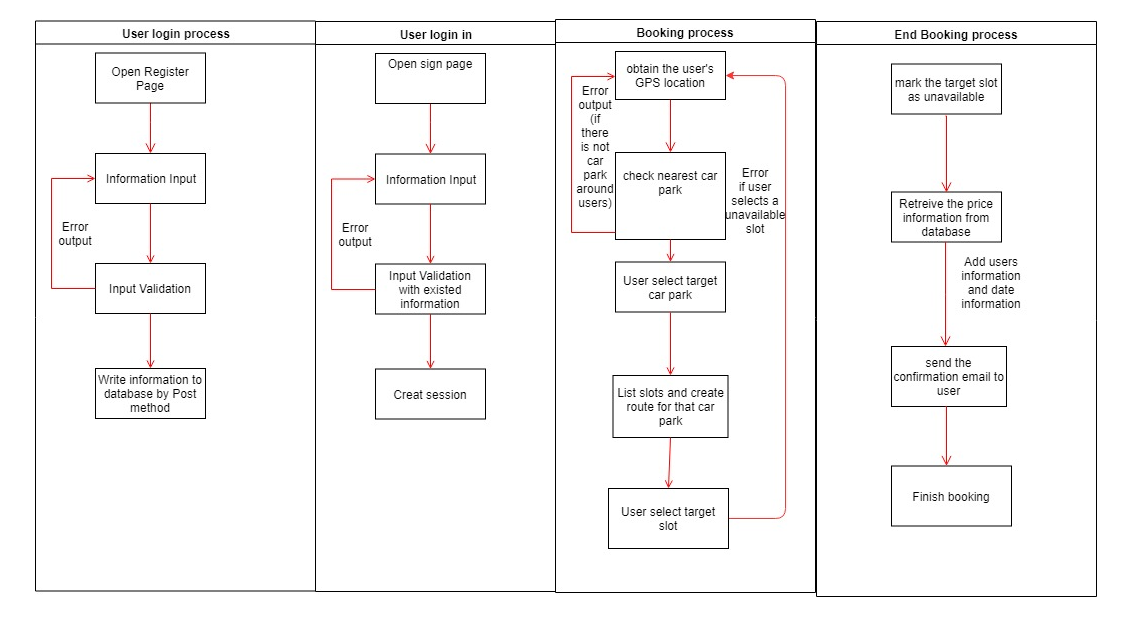 User login process
Open Register
Page
Information Input
Error
output
Input Validation
Write information to
database by Post
method
User login in
Open sign page
Information Input
Error
output
Input Validation
with existed
information
Creat session
Booking process
obtain the user's
GPS location
Error
output
(if
there
is not
car
park
around
users)
check nearest car
park
Error
if user
selects a
unavailable
slot
User select target
car park
List slots and create
route for that car
park
User select target
slot
End Booking process
mark the target slot
as unavailable
Retreive the price
information from
database
Add users
information
and date
information
send the
confirmation email to
user
Finish booking